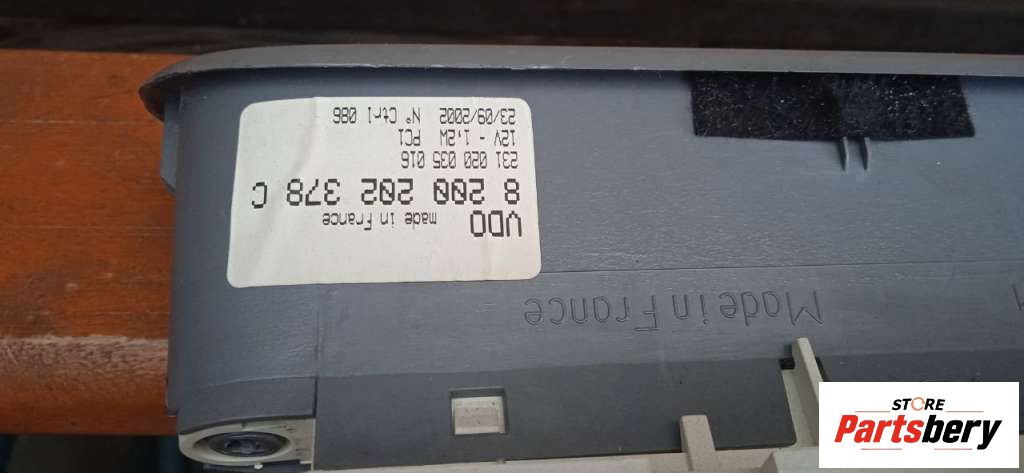 VDO made in France
8 200 202 378 C
231 020 035 016
12V - 1,2W PC1
23/09/2002 N° Ctrl 086
Made in France
STORE
Partsbery